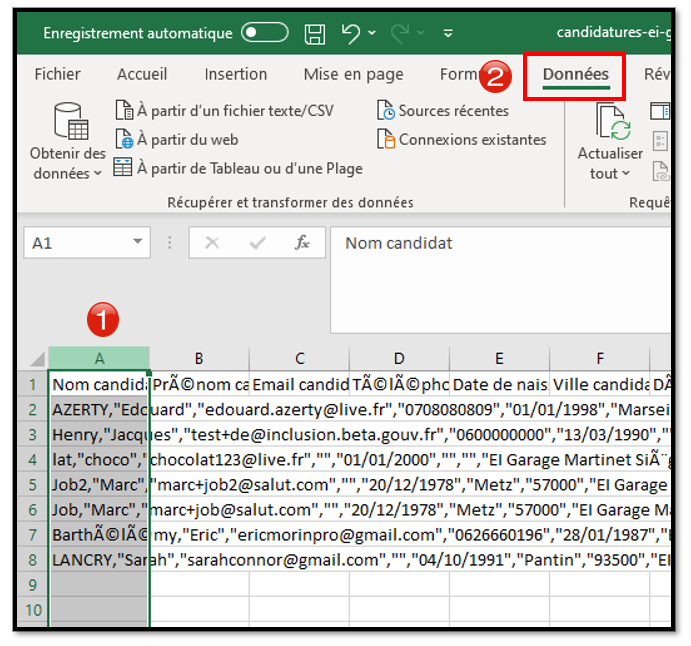 Enregistrement automatique candidatures-ei-g
Fichier Accueil Insertion Mise en page Form 2 Données Rév
Obtenir des données
À partir d'un fichier texte/CSV
À partir du web
À partir de Tableau ou d'une Plage
Sources récentes
Connexions existantes
Actualiser tout
Récupérer et transformer des données Requê
A1 fx Nom candidat
1
A B C D E F
1 Nom candida PrÃ©nom ca Email candid TÃ©lÃ©pho Date de nais Ville candida DÃ
2 AZERTY,"Edouard","edouard.azerty@live.fr","0708080809","01/01/1998","Marsei
3 Henry,"Jacques","test+de@inclusion.beta.gouv.fr","0600000000","13/03/1990","
4 lat,"choco","chocolat123@live.fr","","01/01/2000","","","EI Garage Martinet SiÃ¨g
5 Job2,"Marc","marc+job2@salut.com","","20/12/1978","Metz","57000","EI Garage
6 Job,"Marc","marc+job@salut.com","","20/12/1978","Metz","57000","EI Garage Ma
7 BarthÃ©lÃ©my,"Eric","ericmorinpro@gmail.com","0626660196","28/01/1987","
8 LANCRY,"Sarah","sarahconnor@gmail.com","","04/10/1991","Pantin","93500","EI
9
10